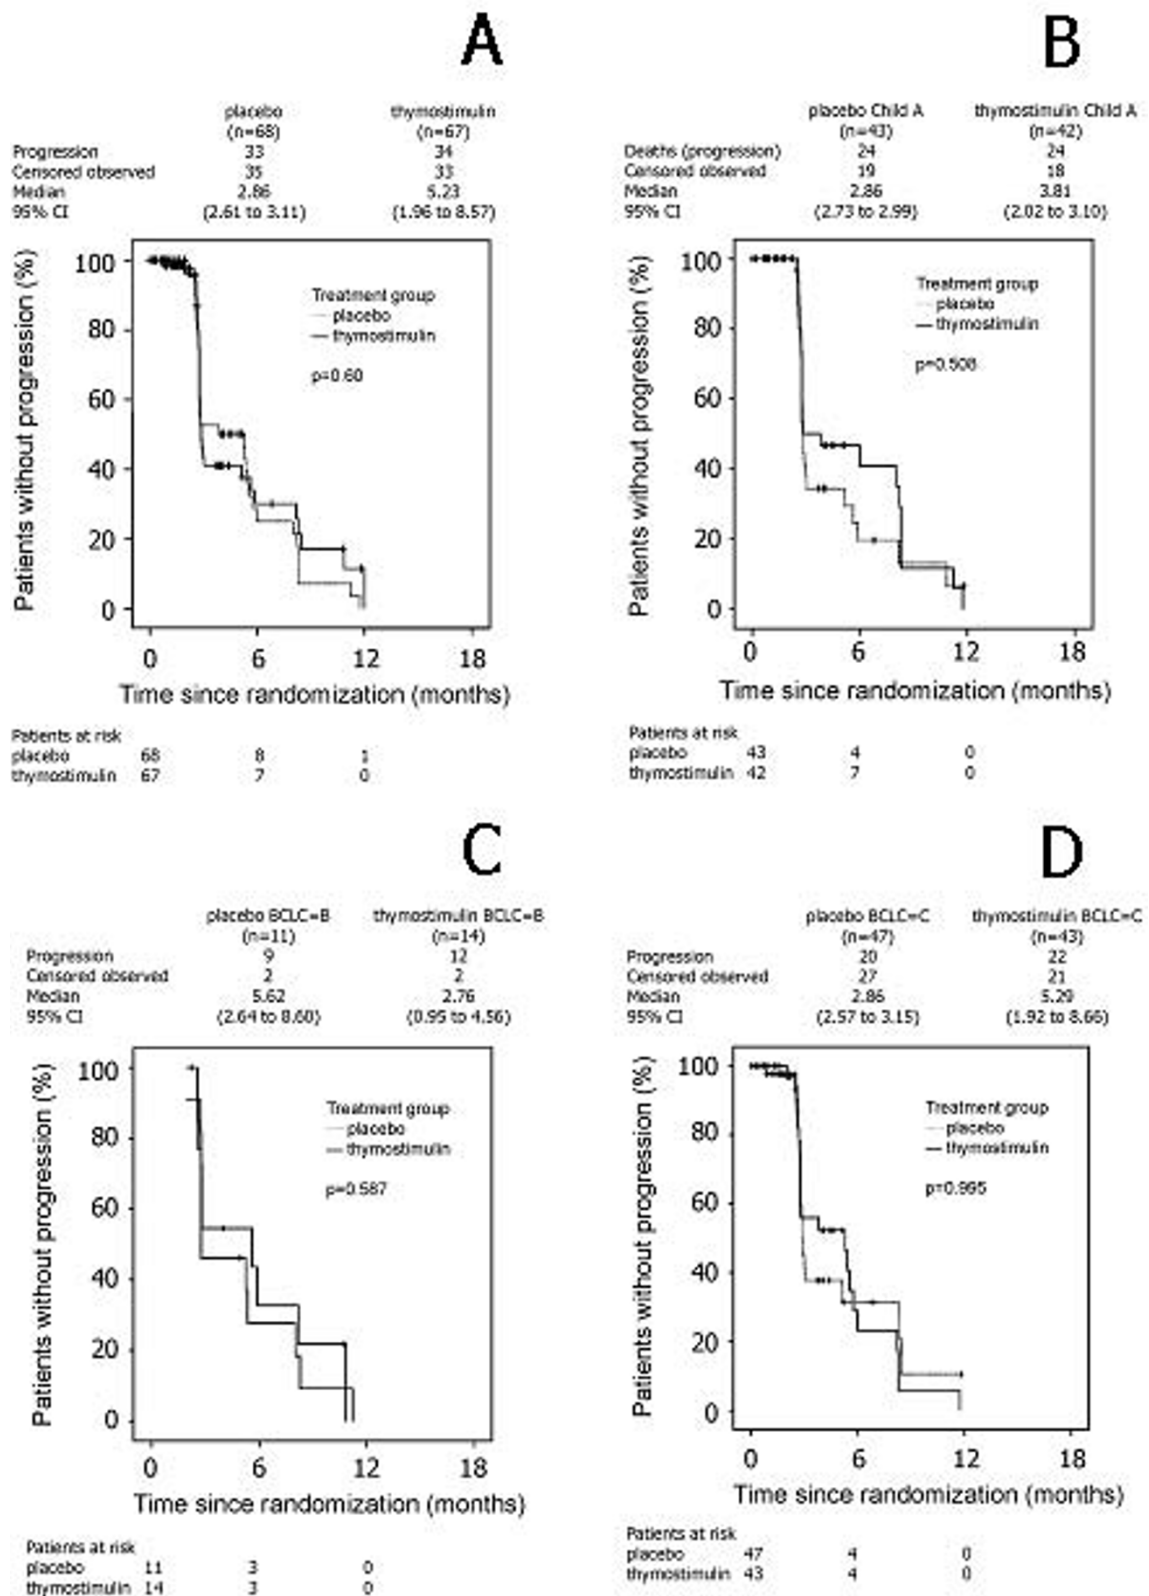 A
placebo thymostimulin
(n=68) (n=67)
Progression 33 34
Censored observed 35 33
Median 2.86 5.23
95% CI (2.61 to 3.11) (1.96 to 8.57)
Patients without progression (%)
100
80
60
40
20
0
Treatment group
placebo
thymostimulin
p=0.60
0 6 12 18
Time since randomization (months)
Patients at risk
placebo 68 8 1
thymostimulin 67 7 0
B
placebo Child A thymostimulin Child A
(n=43) (n=42)
Deaths (progression) 24 24
Censored observed 19 18
Median 2.86 3.81
95% CI (2.73 to 2.99) (2.02 to 3.10)
Patients without progression (%)
100
80
60
40
20
0
Treatment group
placebo
thymostimulin
p=0.508
0 6 12 18
Time since randomization (months)
Patients at risk
placebo 43 4 0
thymostimulin 42 7 0
C
placebo BCLC=B thymostimulin BCLC=B
(n=11) (n=14)
Progression 9 12
Censored observed 2 2
Median 5.62 2.76
95% CI (2.64 to 8.60) (0.95 to 4.56)
Patients without progression (%)
100
80
60
40
20
0
Treatment group
placebo
thymostimulin
p=0.587
0 6 12 18
Time since randomization (months)
Patients at risk
placebo 11 3 0
thymostimulin 14 3 0
D
placebo BCLC=C thymostimulin BCLC=C
(n=47) (n=43)
Progression 20 22
Censored observed 27 21
Median 2.86 5.29
95% CI (2.57 to 3.15) (1.92 to 8.66)
Patients without progression (%)
100
80
60
40
20
0
Treatment group
placebo
thymostimulin
p=0.995
0 6 12 18
Time since randomization (months)
Patients at risk
placebo 47 4 0
thymostimulin 43 4 0